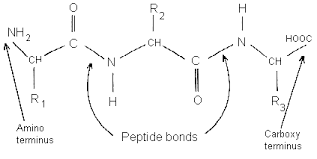 O R2 H
NH2 C N CH HOOC
CH N C CH
R1 H O R3
Amino terminus
Peptide bonds
Carboxy terminus